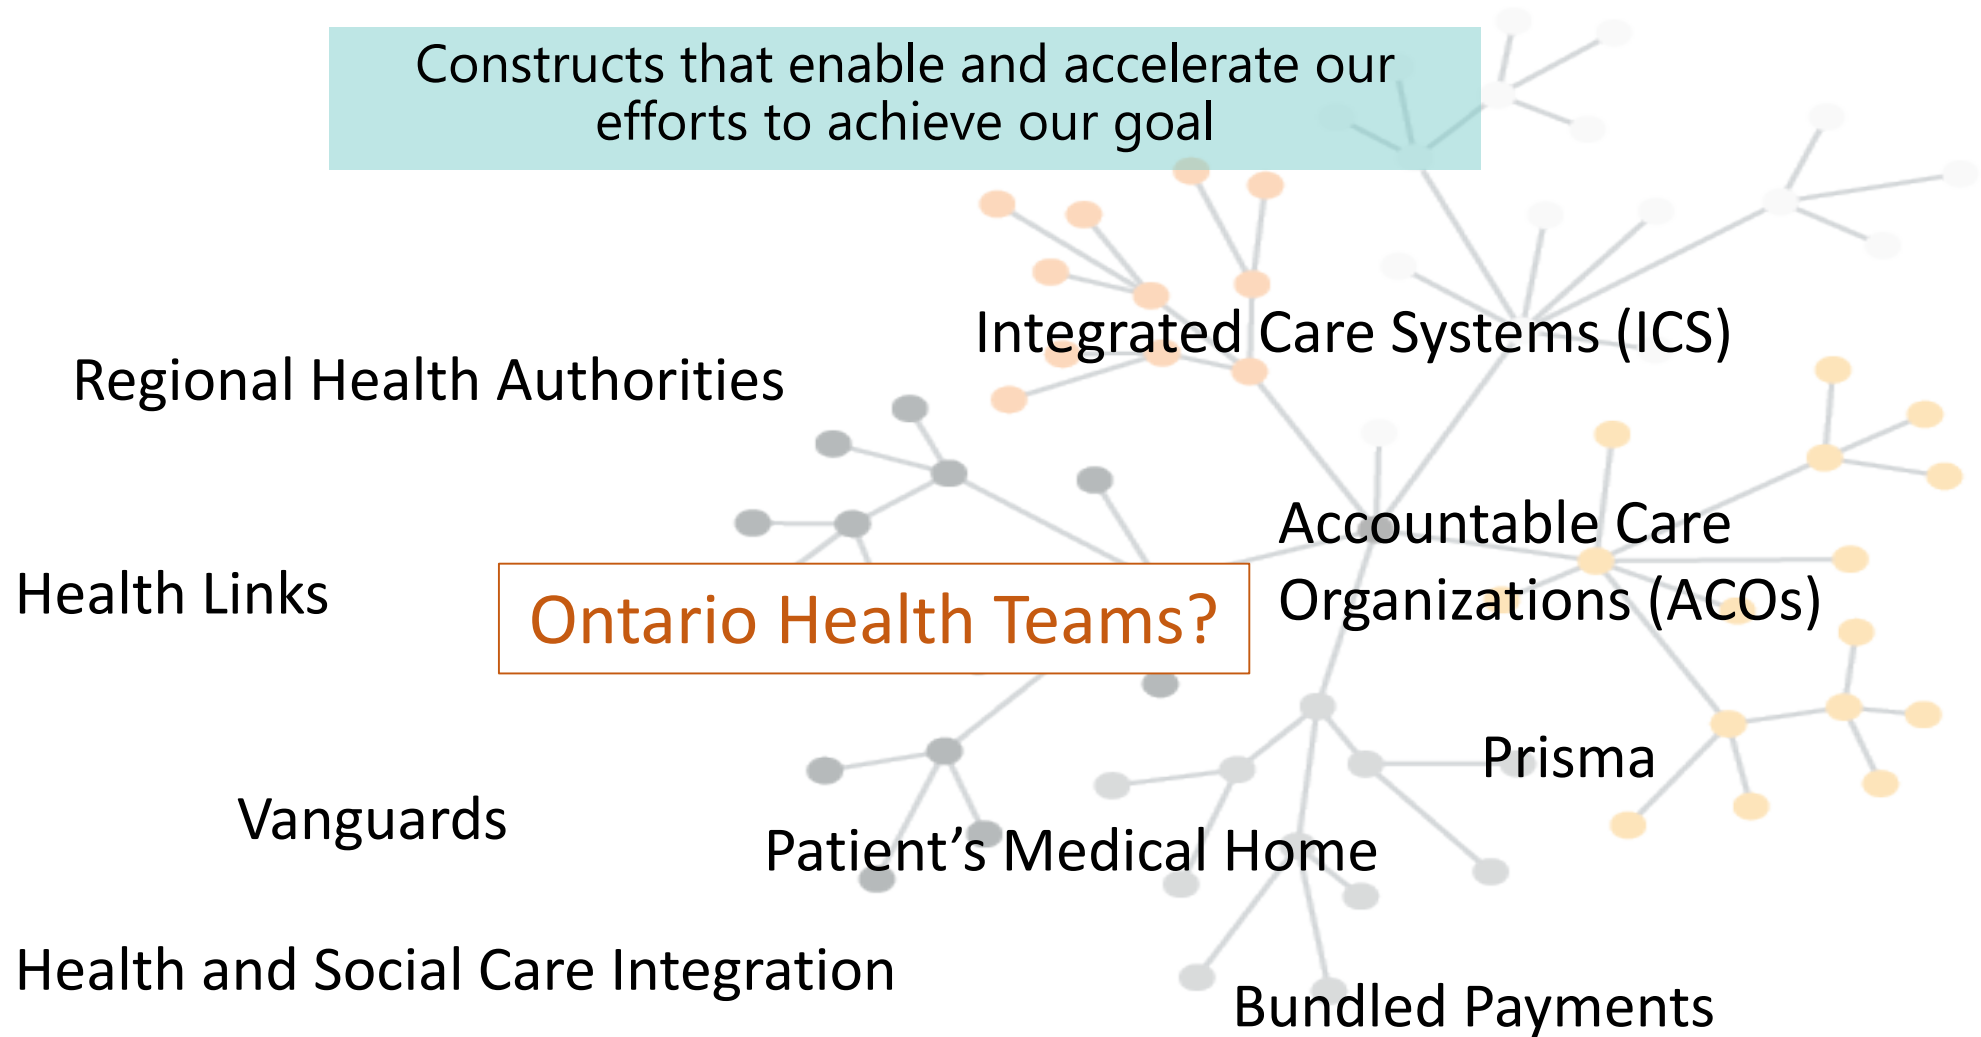 Constructs that enable and accelerate our
efforts to achieve our goal
Integrated Care Systems (ICS)
Regional Health Authorities
Accountable Care
Organizations (ACOs)
Health Links
Ontario Health Teams?
Prisma
Vanguards
Patient’s Medical Home
Health and Social Care Integration
Bundled Payments